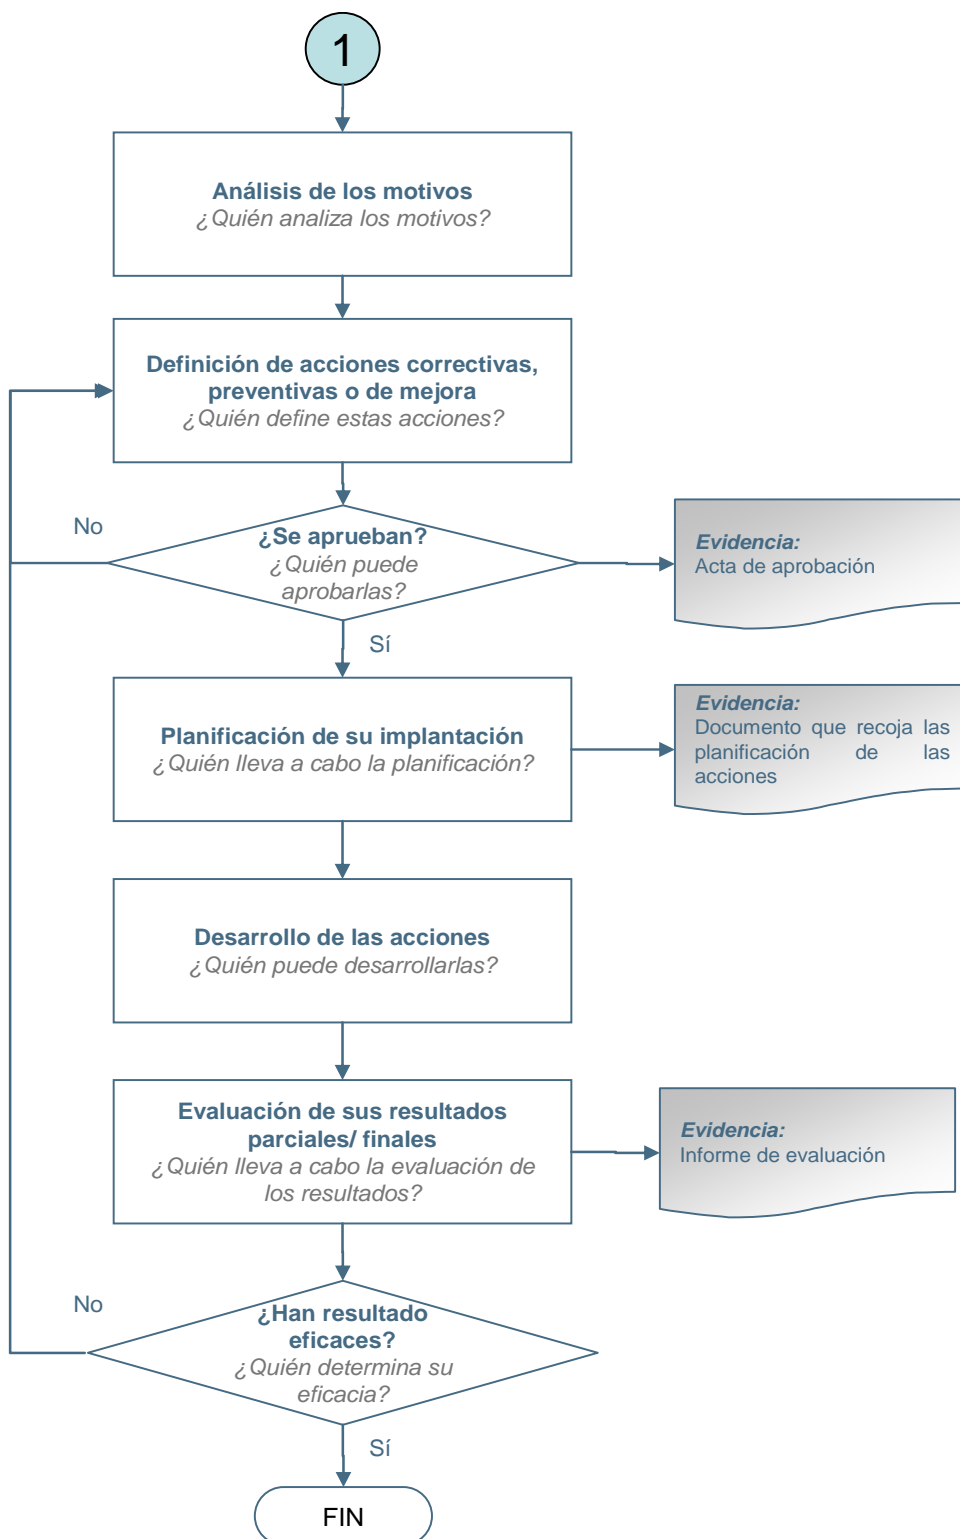 1
Análisis de los motivos
¿Quién analiza los motivos?
Definición de acciones correctivas,
preventivas o de mejora
¿Quién define estas acciones?
No
¿Se aprueban?
¿Quién puede
aprobarlas?
Evidencia:
Acta de aprobación
Sí
Planificación de su implantación
¿Quién lleva a cabo la planificación?
Evidencia:
Documento que recoja las
planificación de las
acciones
Desarrollo de las acciones
¿Quién puede desarrollarlas?
Evaluación de sus resultados
parciales/ finales
¿Quién lleva a cabo la evaluación de
los resultados?
Evidencia:
Informe de evaluación
No
¿Han resultado
eficaces?
¿Quién determina su
eficacia?
Sí
FIN